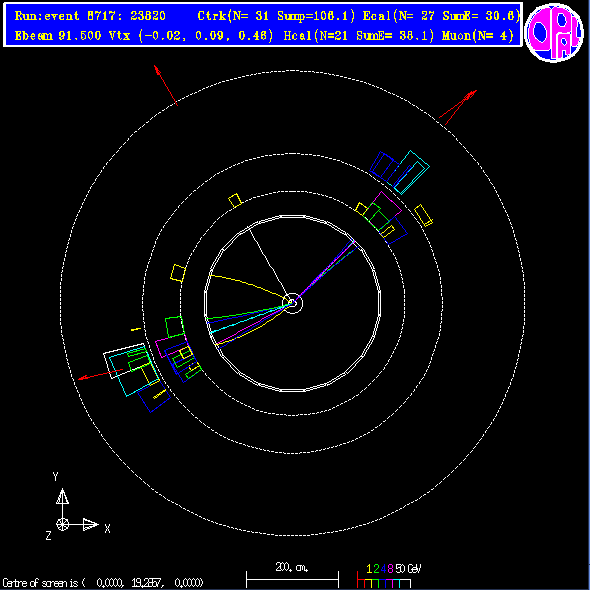 Run:event 8717: 23820 Ctrk(N= 31 Sump=106.1) Ecal(N= 27 SumE= 30.6)
Ebeam 91.500 Vtx (-0.02, 0.09, 0.46) Hcal(N=21 SumE= 38.1) Muon(N= 4)
OPAL
Y
X
Z
200. cm.
1 2 4 8 50 GeV
Centre of screen is ( 0.0000, 19.2857, 0.0000)